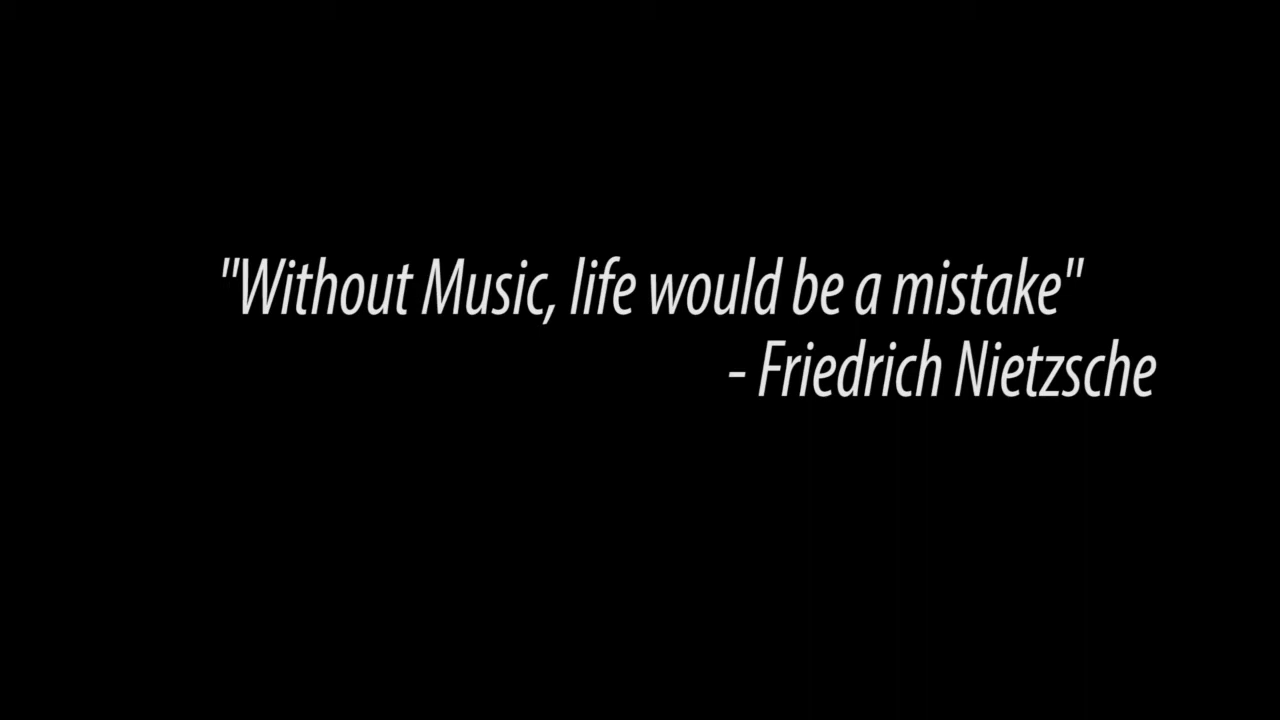 "Without Music, life would be a mistake"
- Friedrich Nietzsche